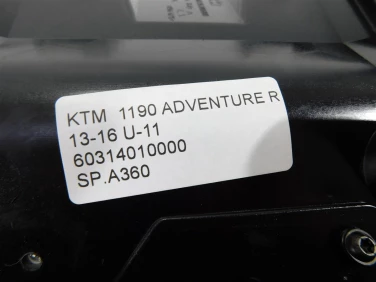 KTM 1190 ADVENTURE R
13-16 U-11
60314010000
SP.A360